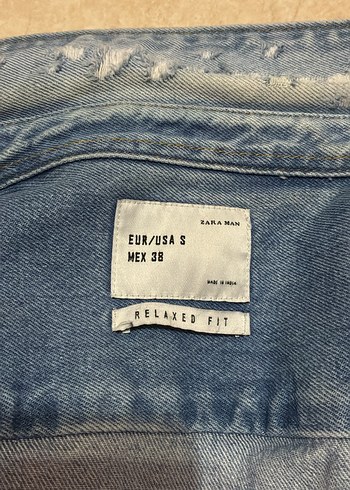 ZARA MAN
EUR/USA S
MEX 38
MADE IN INDIA
RELAXED FIT